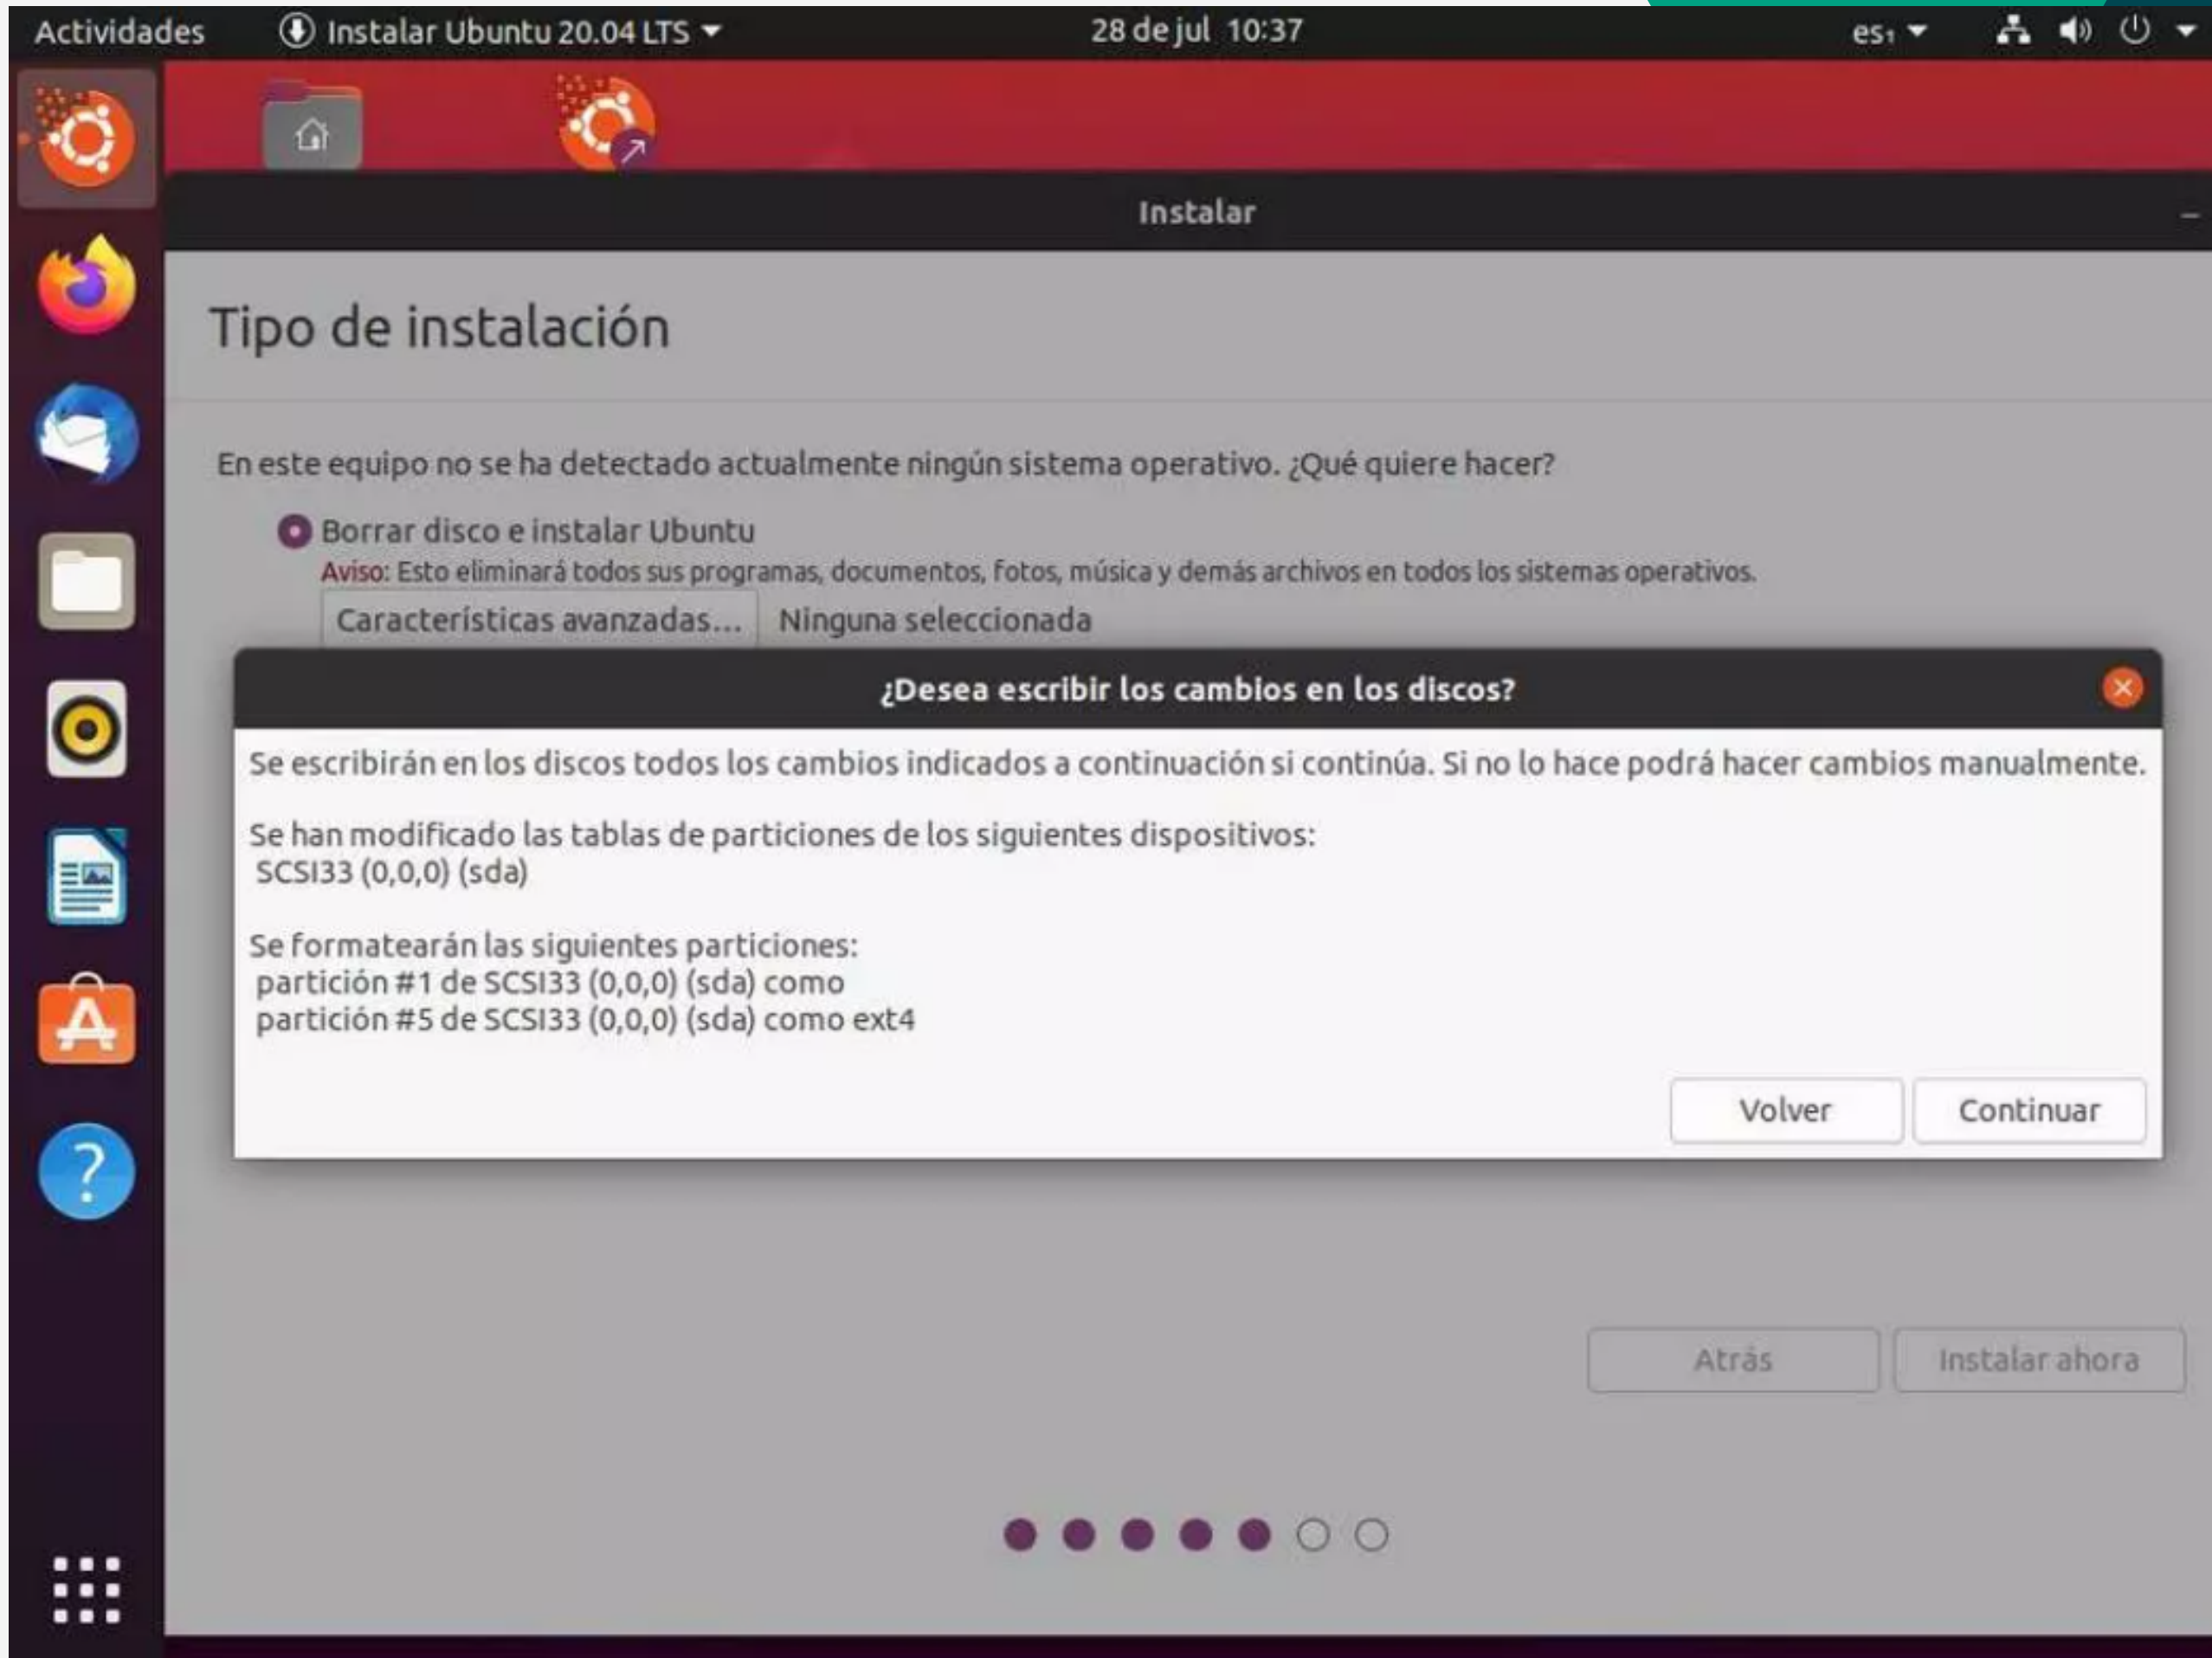 Actividades Instalar Ubuntu 20.04 LTS 28 de jul 10:37 es₁
Instalar
Tipo de instalación
En este equipo no se ha detectado actualmente ningún sistema operativo. ¿Qué quiere hacer?
Borrar disco e instalar Ubuntu
Aviso: Esto eliminará todos sus programas, documentos, fotos, música y demás archivos en todos los sistemas operativos.
Características avanzadas... Ninguna seleccionada
¿Desea escribir los cambios en los discos?
Se escribirán en los discos todos los cambios indicados a continuación si continúa. Si no lo hace podrá hacer cambios manualmente.
Se han modificado las tablas de particiones de los siguientes dispositivos:
SCSI33 (0,0,0) (sda)
Se formatearán las siguientes particiones:
partición #1 de SCSI33 (0,0,0) (sda) como
partición #5 de SCSI33 (0,0,0) (sda) como ext4
Volver Continuar
Atrás Instalar ahora